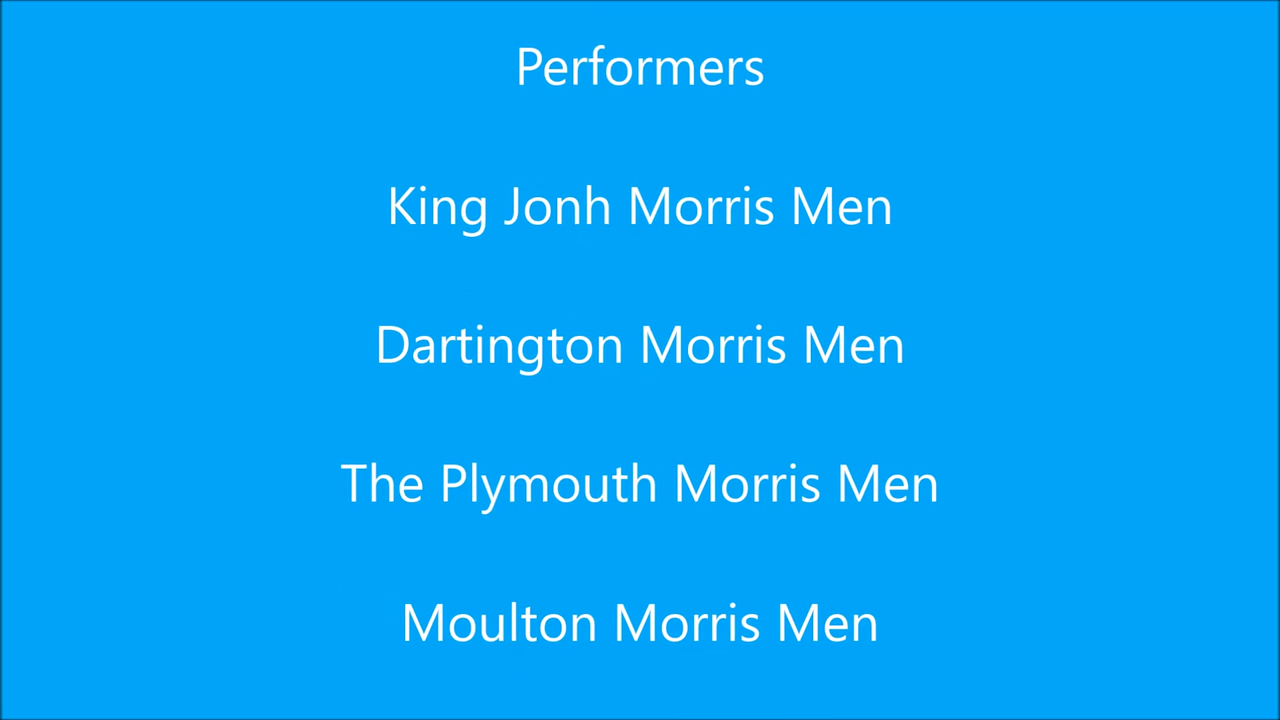 Performers
King Jonh Morris Men
Dartington Morris Men
The Plymouth Morris Men
Moulton Morris Men